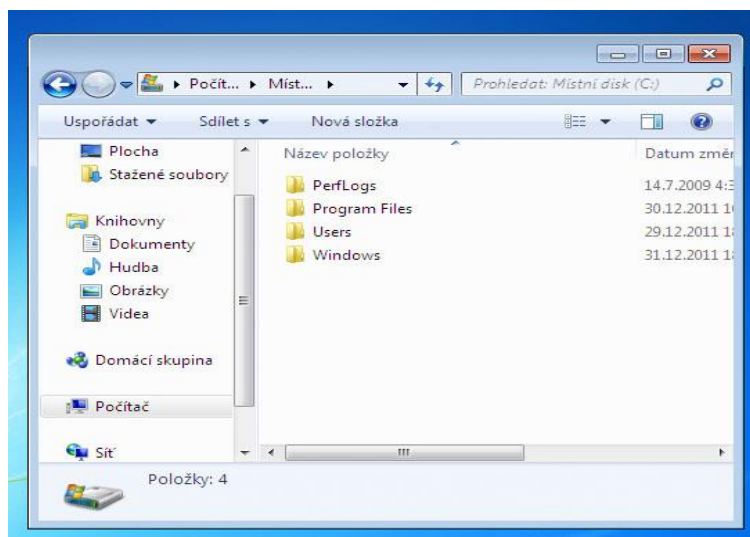 Počít... Míst... Prohledat: Místní disk (C:)
Uspořádat Sdílet s Nová složka
Plocha
Stažené soubory
Knihovny
Dokumenty
Hudba
Obrázky
Videa
Domácí skupina
Počítač
Síť
Název položky Datum změr
PerfLogs 14.7.2009 4:3
Program Files 30.12.2011 1
Users 29.12.2011 1
Windows 31.12.2011 1
Položky: 4